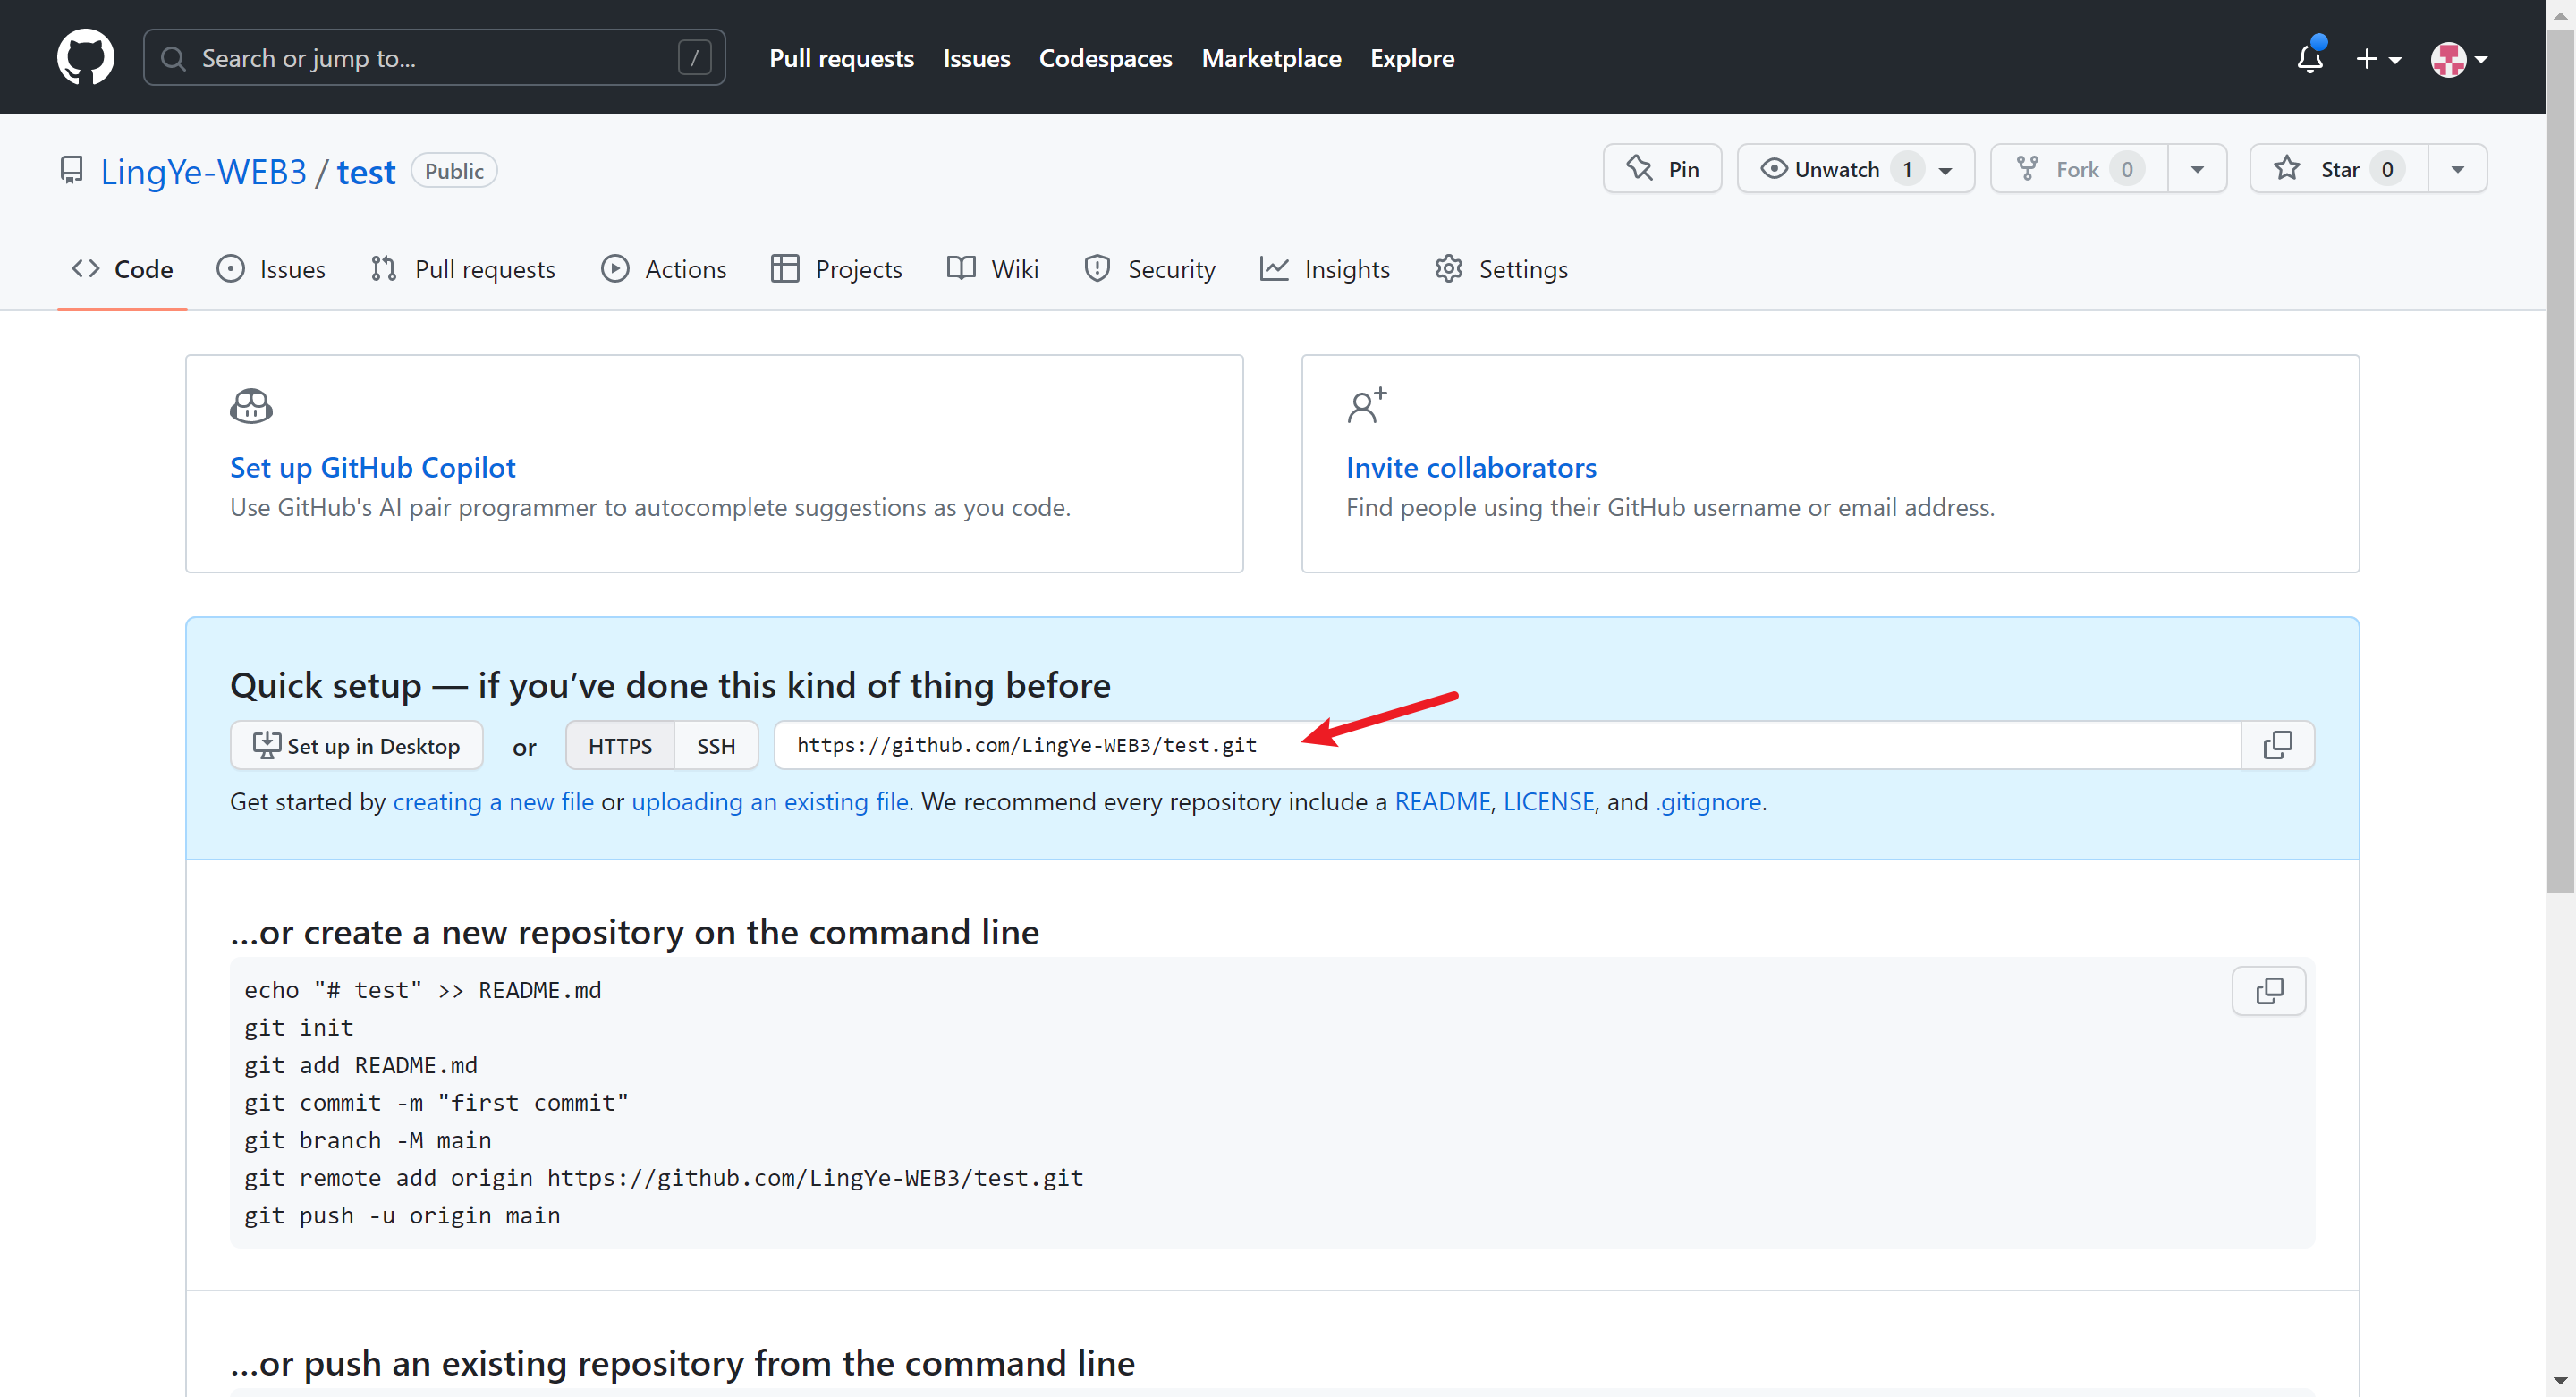 Search or jump to... /
Pull requests Issues Codespaces Marketplace Explore
LingYe-WEB3 / test Public
Pin Unwatch 1 Fork 0 Star 0
Code Issues Pull requests Actions Projects Wiki Security Insights Settings
Set up GitHub Copilot
Use GitHub's AI pair programmer to autocomplete suggestions as you code.
Invite collaborators
Find people using their GitHub username or email address.
Quick setup — if you’ve done this kind of thing before
Set up in Desktop or HTTPS SSH https://github.com/LingYe-WEB3/test.git
Get started by creating a new file or uploading an existing file. We recommend every repository include a README, LICENSE, and .gitignore.
…or create a new repository on the command line
echo "# test" >> README.md
git init
git add README.md
git commit -m "first commit"
git branch -M main
git remote add origin https://github.com/LingYe-WEB3/test.git
git push -u origin main
…or push an existing repository from the command line